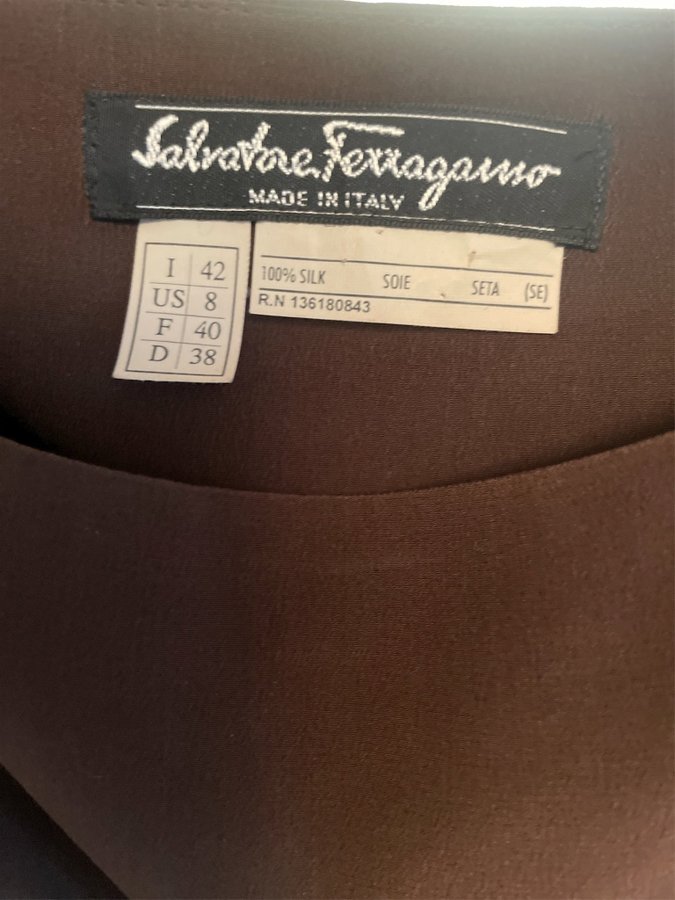 Salvatore Ferragamo
MADE IN ITALY
I 42
US 8
F 40
D 38
100% SILK SOIE SETA (SE)
R.N 136180843